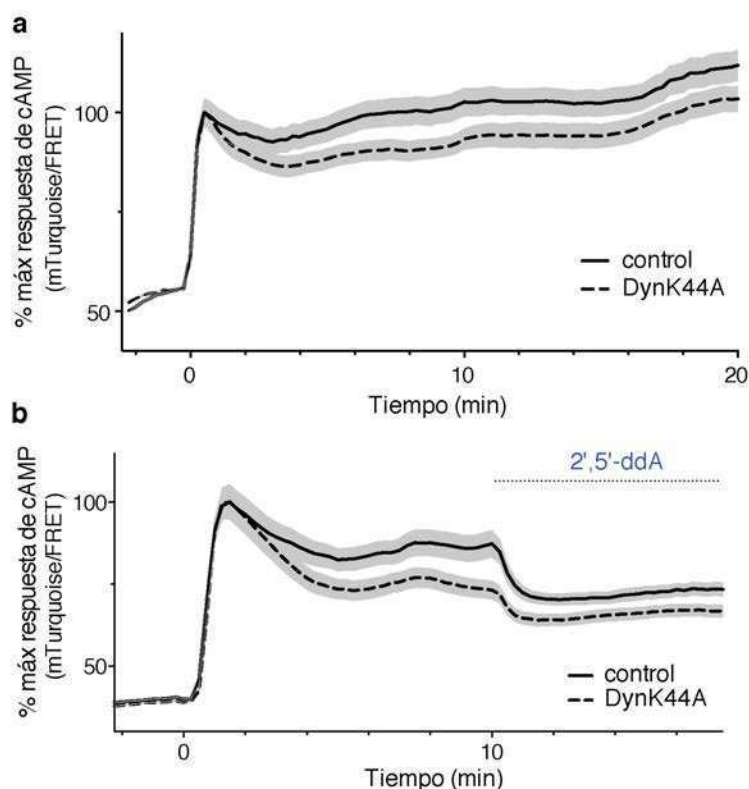 a
% máx respuesta de cAMP
(mTurquoise/FRET)
100
50
control
DynK44A
0
10
20
Tiempo (min)
b
% máx respuesta de cAMP
(mTurquoise/FRET)
100
50
2',5'-ddA
control
DynK44A
0
10
Tiempo (min)